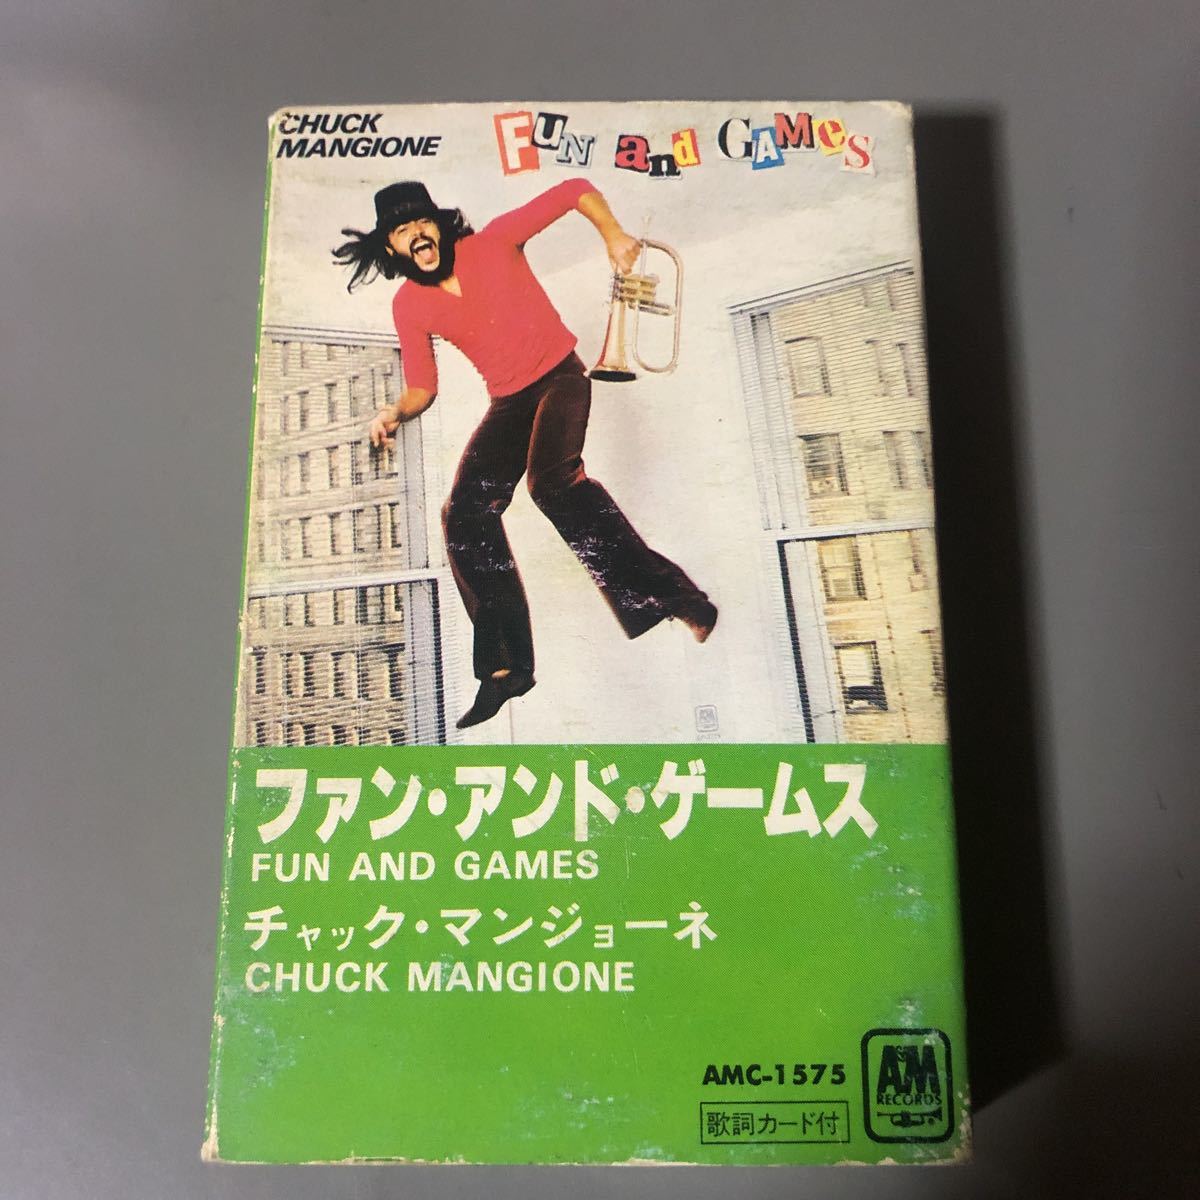 CHUCK
MANGIONE
FUN and GAMes
ファン・アンド・ゲームス
FUN AND GAMES
チャック・マンジョーネ
CHUCK MANGIONE
AMC-1575
歌詞カード付
A&M
RECORDS